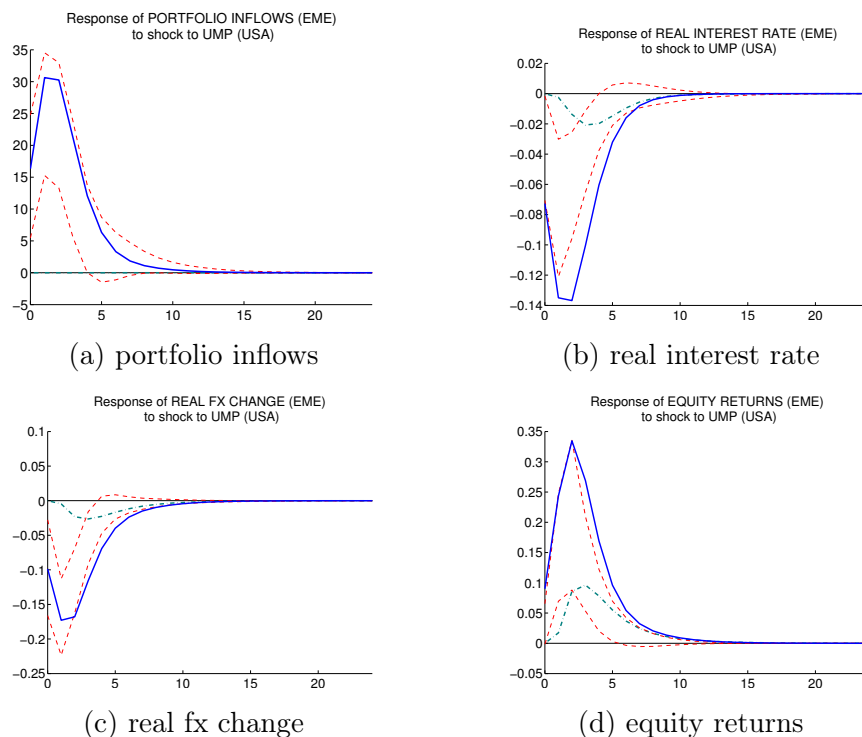 Response of PORTFOLIO INFLOWS (EME)
to shock to UMP (USA)
35
30
25
20
15
10
5
0
−5
0 5 10 15 20
(a) portfolio inflows
Response of REAL INTEREST RATE (EME)
to shock to UMP (USA)
0.02
0
−0.02
−0.04
−0.06
−0.08
−0.1
−0.12
−0.14
0 5 10 15 20
(b) real interest rate
Response of REAL FX CHANGE (EME)
to shock to UMP (USA)
0.1
0.05
0
−0.05
−0.1
−0.15
−0.2
−0.25
0 5 10 15 20
(c) real fx change
Response of EQUITY RETURNS (EME)
to shock to UMP (USA)
0.35
0.3
0.25
0.2
0.15
0.1
0.05
0
−0.05
0 5 10 15 20
(d) equity returns